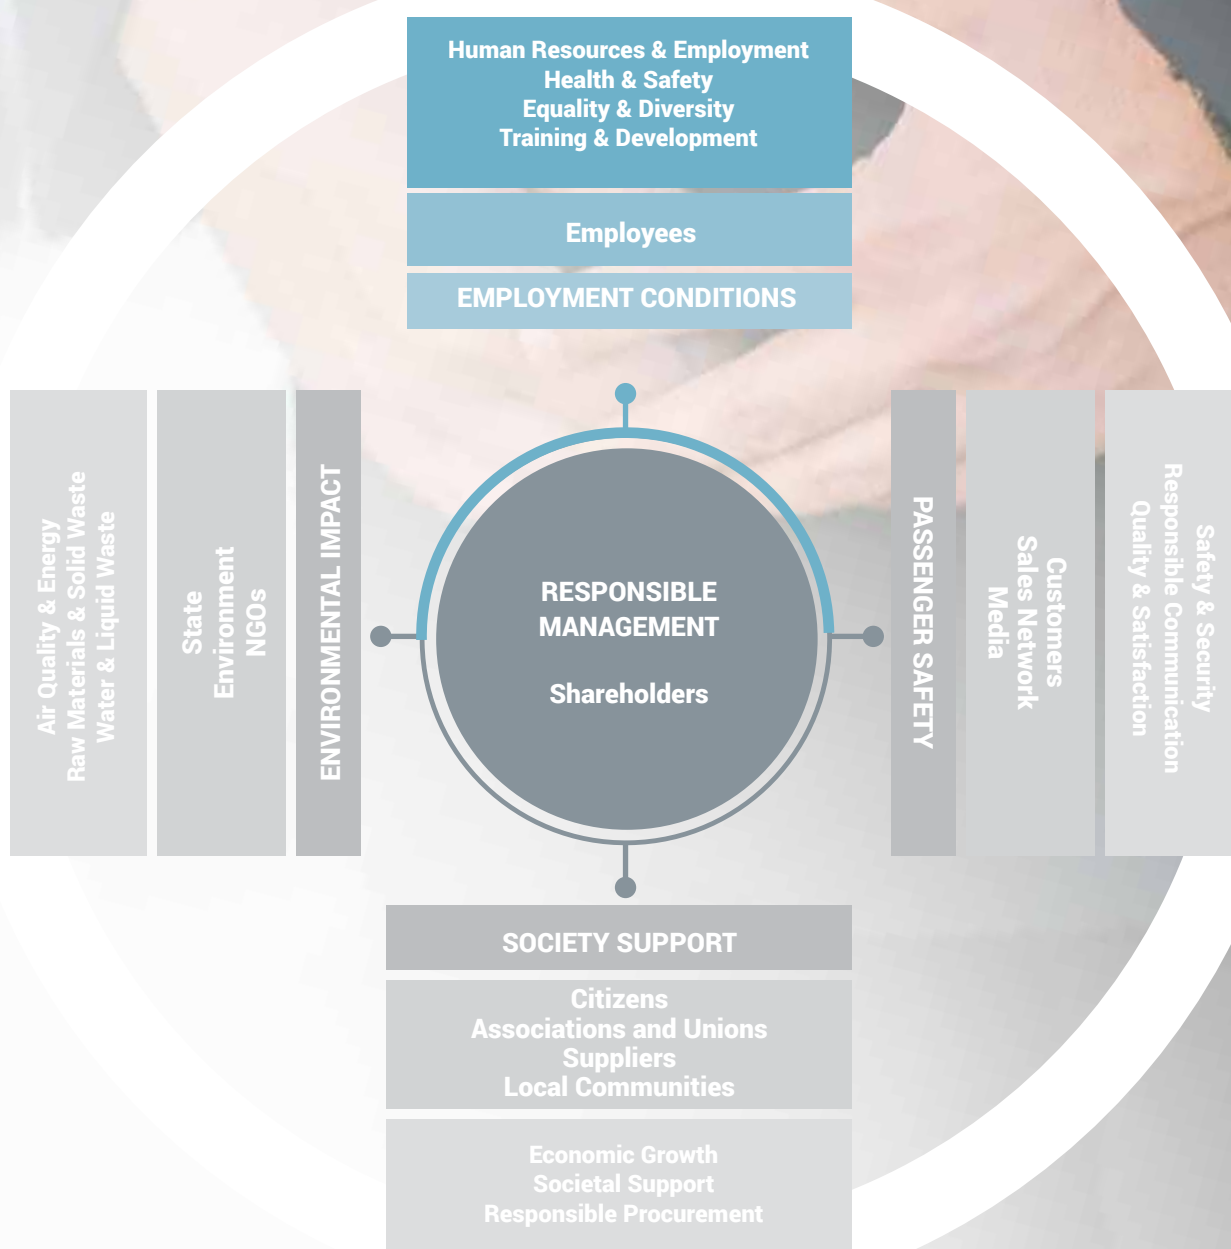 Human Resources & Employment
Health & Safety
Equality & Diversity
Training & Development
Employees
EMPLOYMENT CONDITIONS
Air Quality & Energy
Raw Materials & Solid Waste
Water & Liquid Waste
State
Environment
NGOs
ENVIRONMENTAL IMPACT
RESPONSIBLE
MANAGEMENT
Shareholders
PASSENGER SAFETY
Customers
Sales Network
Media
Safety & Security
Responsible Communication
Quality & Satisfaction
SOCIETY SUPPORT
Citizens
Associations and Unions
Suppliers
Local Communities
Economic Growth
Societal Support
Responsible Procurement